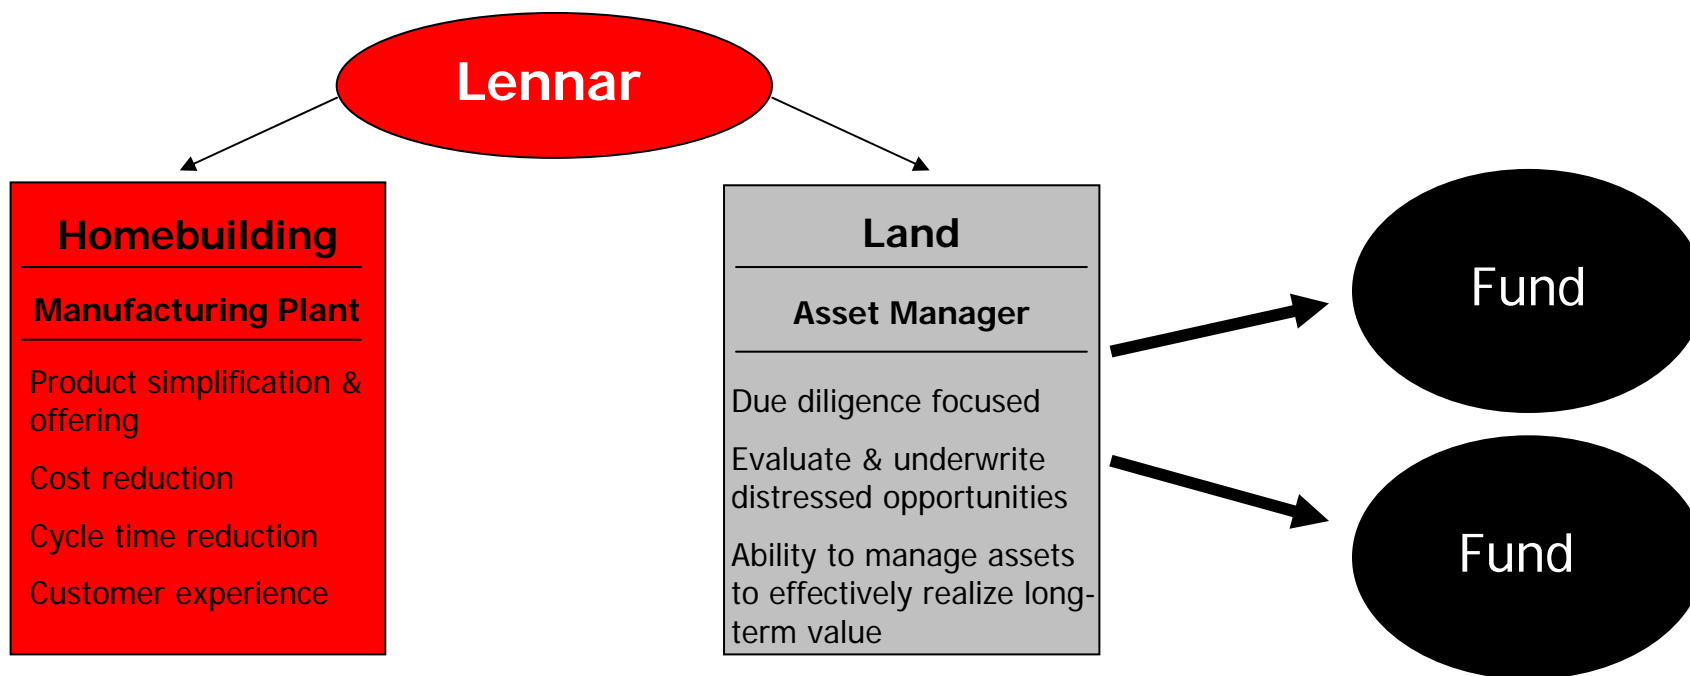 Lennar
Homebuilding
Manufacturing Plant
Product simplification &
offering
Cost reduction
Cycle time reduction
Customer experience
Land
Asset Manager
Due diligence focused
Evaluate & underwrite
distressed opportunities
Ability to manage assets
to effectively realize long-
term value
Fund
Fund